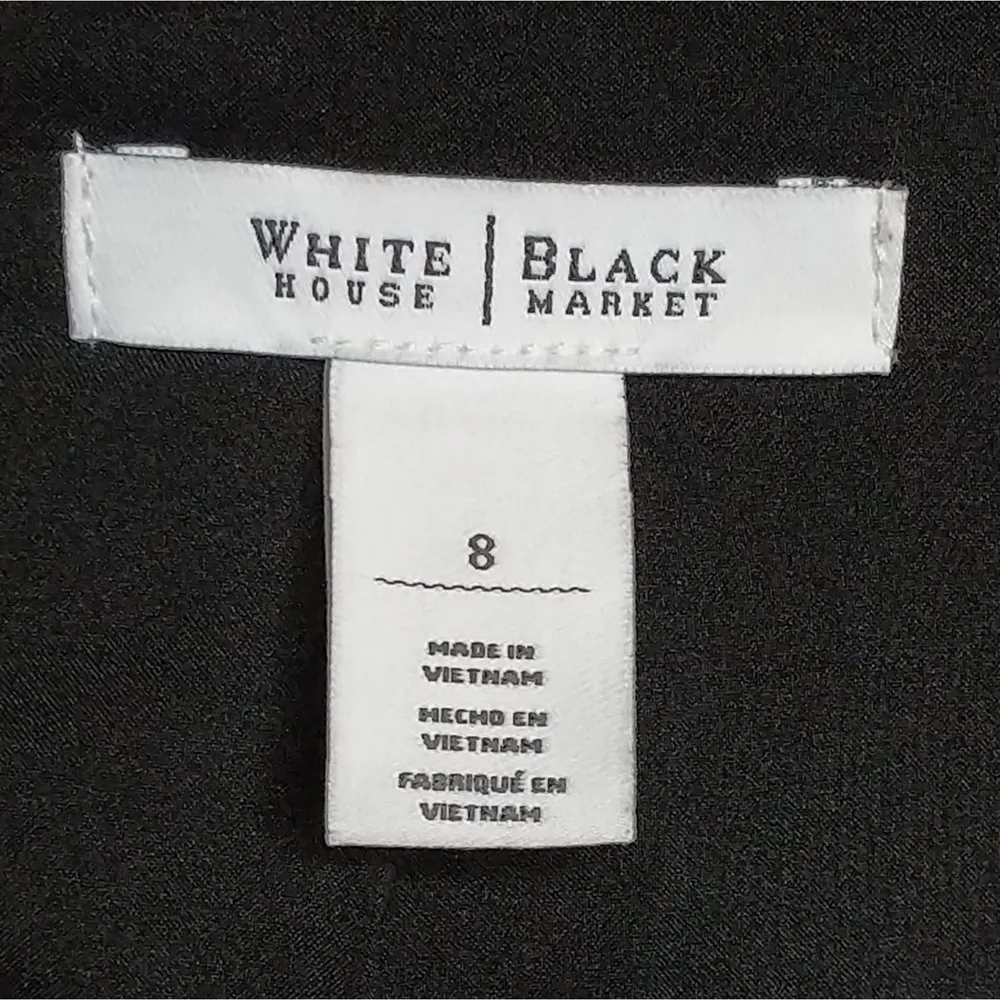 WHITE | BLACK
HOUSE | MARKET
8
MADE IN
VIETNAM
HECHO EN
VIETNAM
FABRIQUÉ EN
VIETNAM